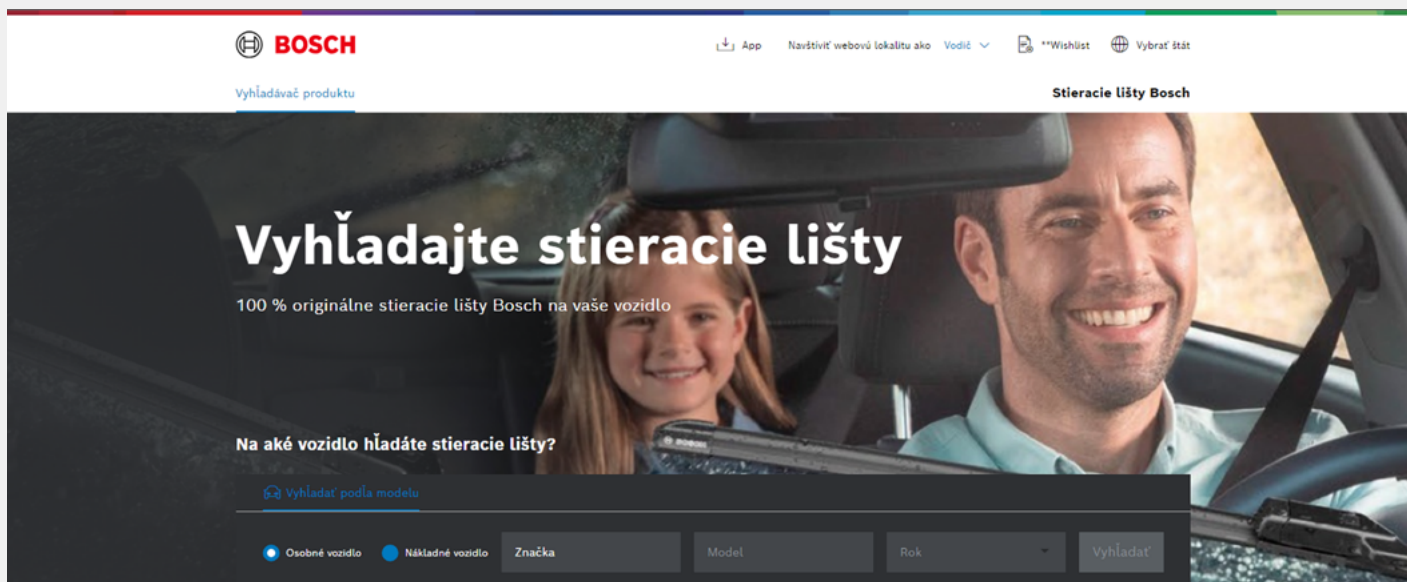 BOSCH
App Navštíviť webovú lokalitu ako Vodič **Wishlist Vybrať štát
Vyhľadávač produktu
Stieracie lišty Bosch
Vyhľadajte stieracie lišty
100 % originálne stieracie lišty Bosch na vaše vozidlo
Na aké vozidlo hľadáte stieracie lišty?
BOSCH
Vyhľadať podľa modelu
Osobné vozidlo Nákladné vozidlo Značka Model Rok Vyhľadať